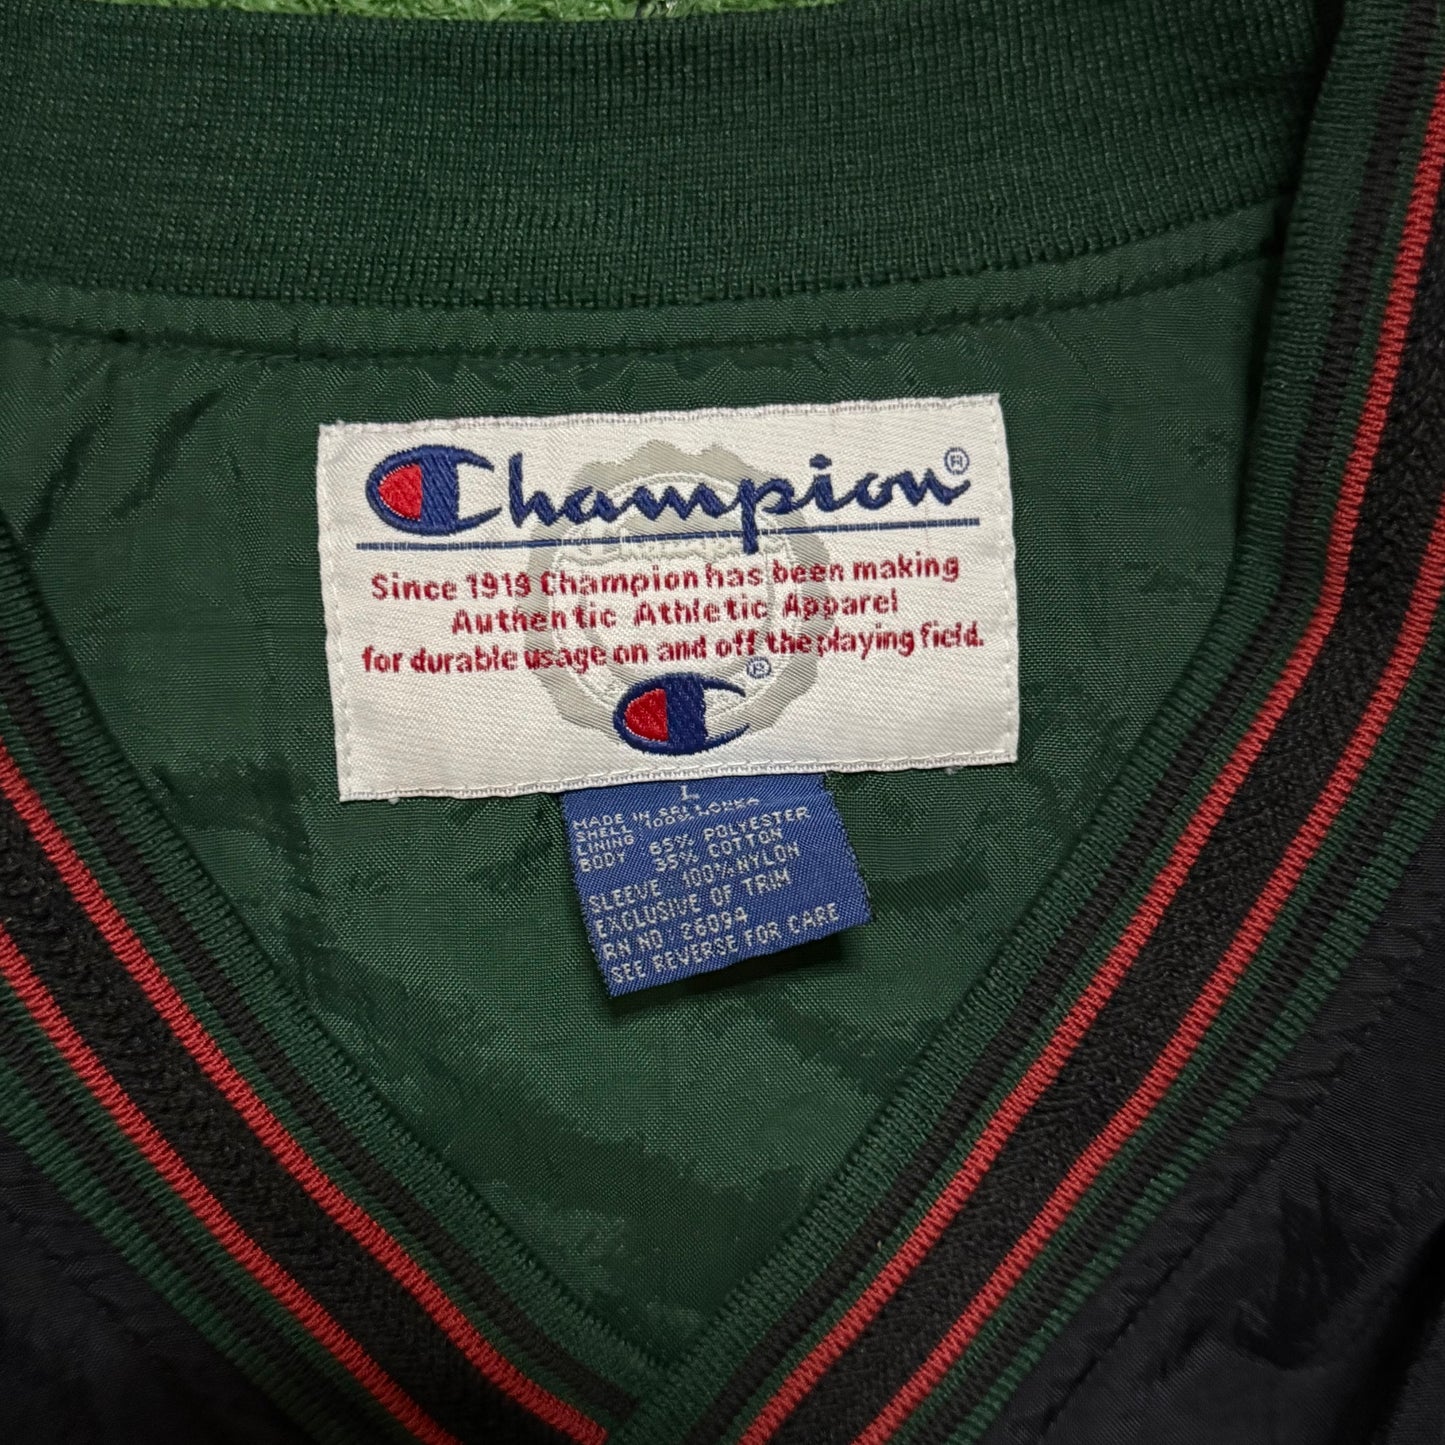 Champion®
Since 1919 Champion has been making
Authentic Athletic Apparel
for durable usage on and off the playing field.
®
L
MADE IN SRI LANKA
SHELL 100%
LINING
BODY 65% POLYESTER
35% COTTON
SLEEVE 100% NYLON
EXCLUSIVE OF TRIM
RN NO 26094
SEE REVERSE FOR CARE